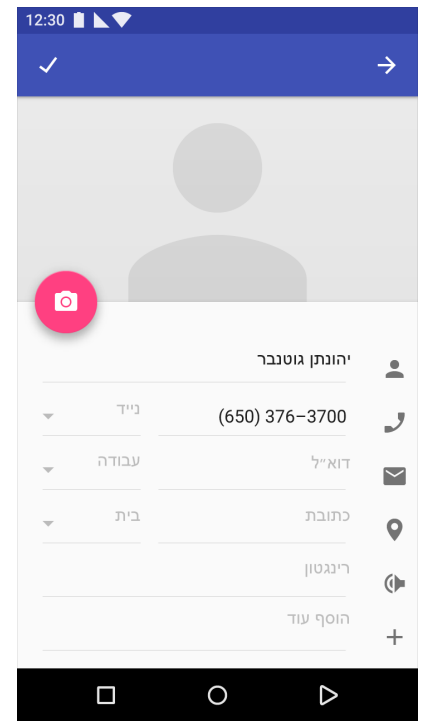 12:30
יהונתן גוטנבר
(650) 376–3700 נייד
דוא״ל עבודה
כתובת בית
רינגטון
הוסף עוד